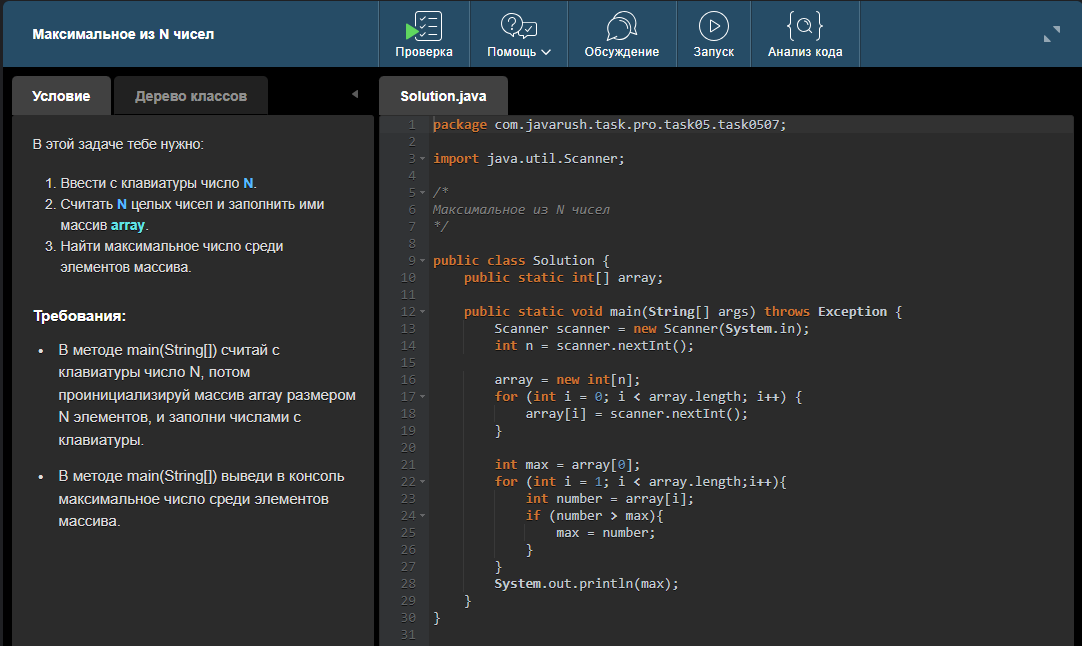 Максимальное из N чисел
Проверка
Помощь
Обсуждение
Запуск
Анализ кода
Условие
Дерево классов
В этой задаче тебе нужно:
1. Ввести с клавиатуры число N.
2. Считать N целых чисел и заполнить ими
массив array.
3. Найти максимальное число среди
элементов массива.
Требования:
• В методе main(String[]) считай с
клавиатуры число N, потом
проинициализируй массив array размером
N элементов, и заполни числами с
клавиатуры.
• В методе main(String[]) выведи в консоль
максимальное число среди элементов
массива.
Solution.java
1 package com.javarush.task.pro.task05.task0507;
2
3 import java.util.Scanner;
4
5 /*
6 Максимальное из N чисел
7 */
8
9 public class Solution {
10     public static int[] array;
11
12     public static void main(String[] args) throws Exception {
13         Scanner scanner = new Scanner(System.in);
14         int n = scanner.nextInt();
15
16         array = new int[n];
17         for (int i = 0; i < array.length; i++) {
18             array[i] = scanner.nextInt();
19         }
20
21         int max = array[0];
22         for (int i = 1; i < array.length;i++){
23             int number = array[i];
24             if (number > max){
25                 max = number;
26             }
27         }
28         System.out.println(max);
29     }
30 }
31